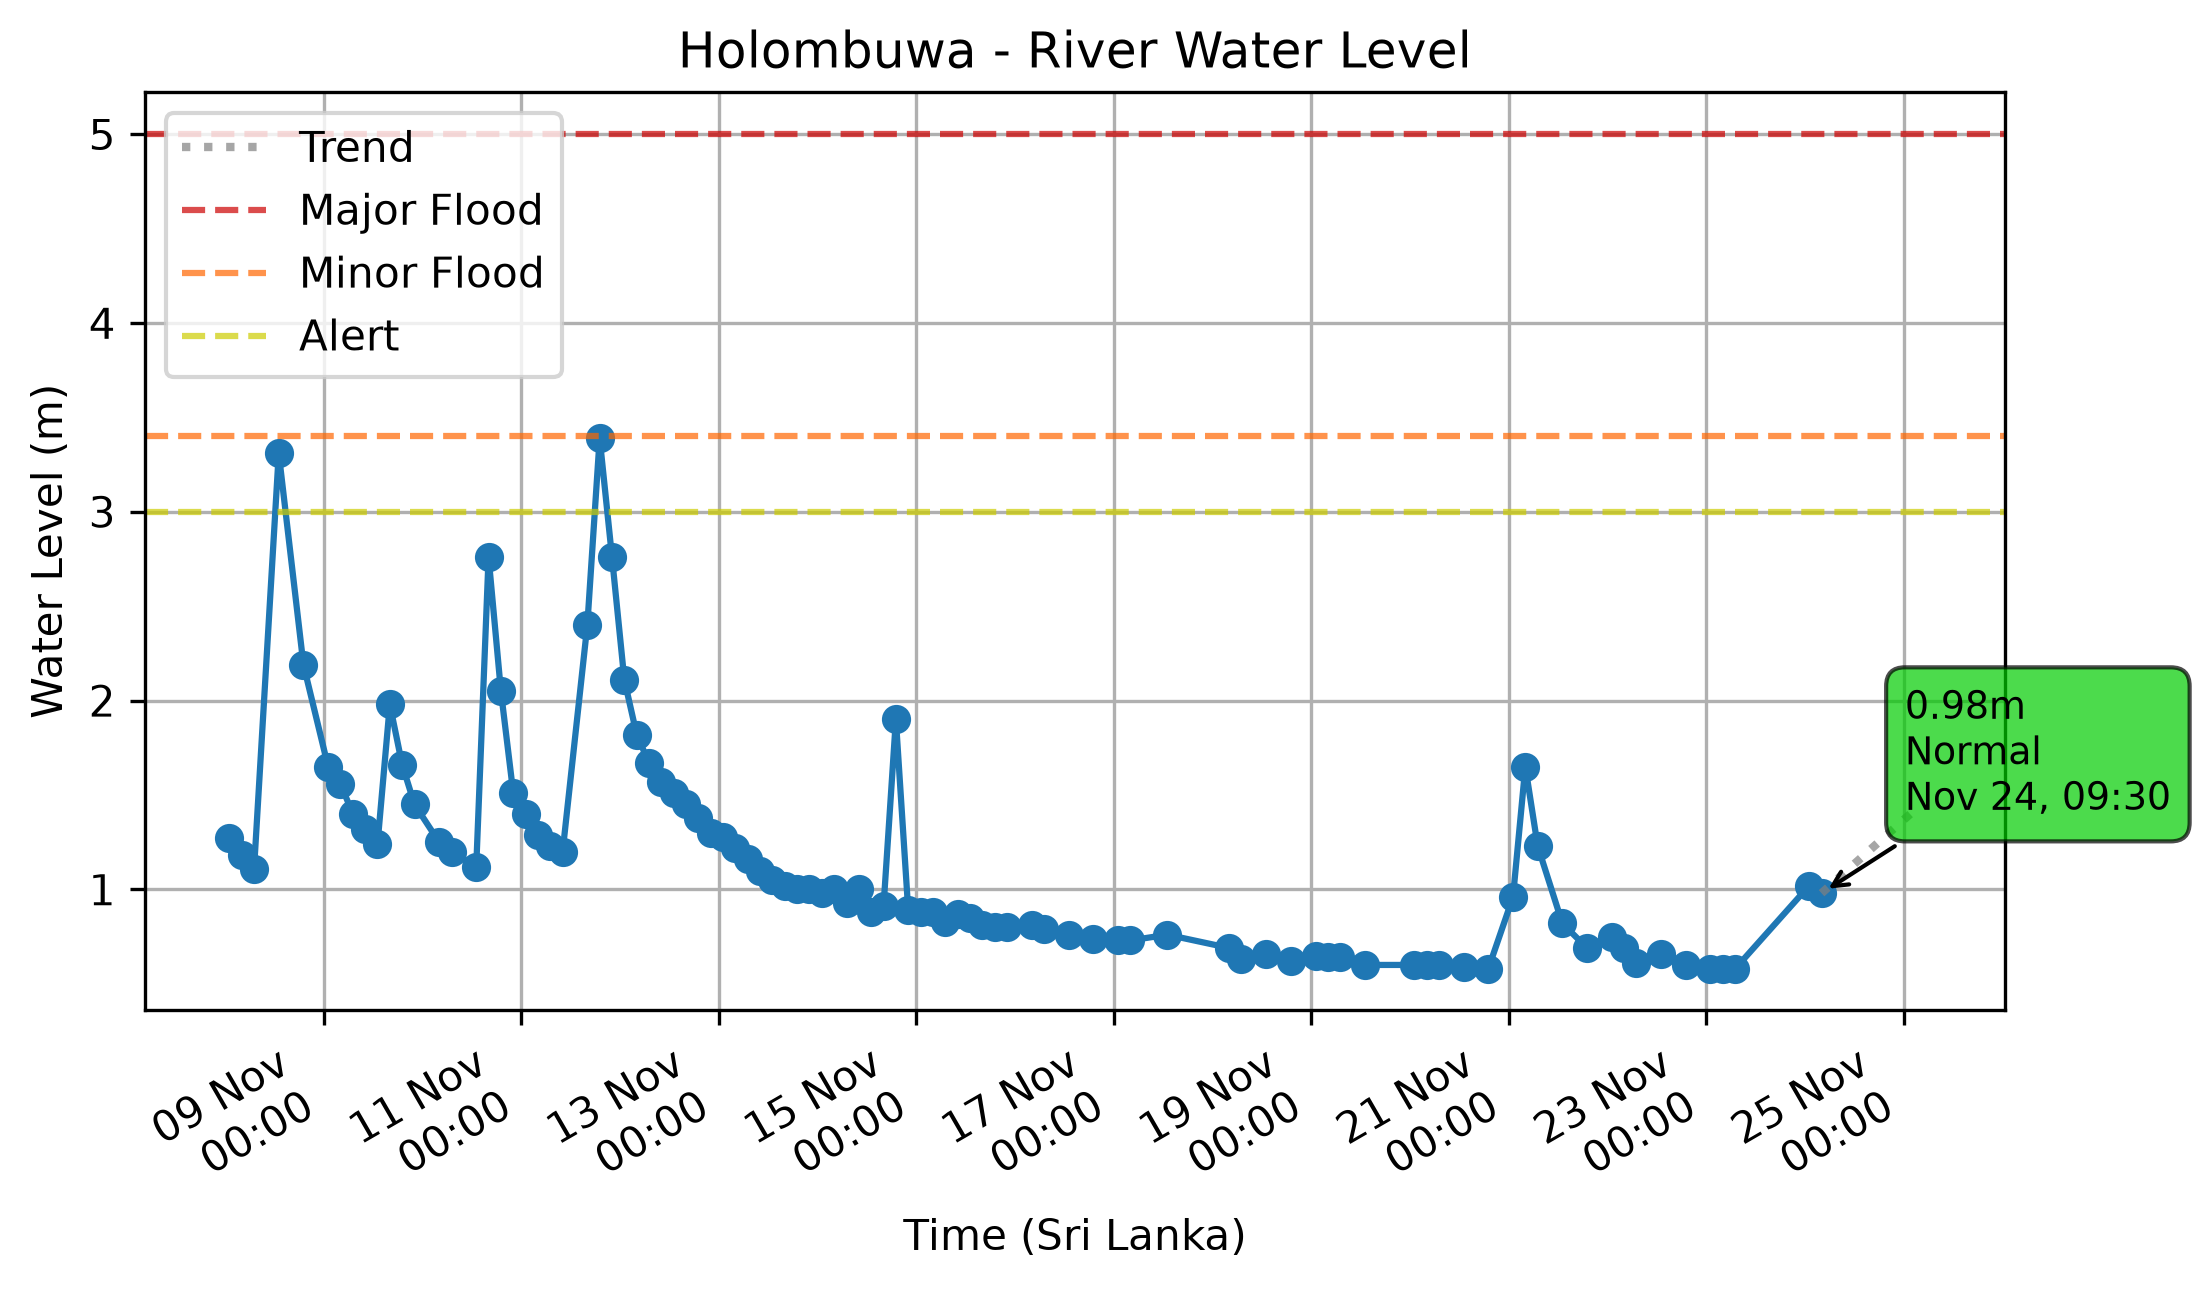 Holombuwa - River Water Level
Trend
Major Flood
Minor Flood
Alert
5
4
3
2
1
Water Level (m)
0.98m
Normal
Nov 24, 09:30
09 Nov
00:00
11 Nov
00:00
13 Nov
00:00
15 Nov
00:00
17 Nov
00:00
19 Nov
00:00
21 Nov
00:00
23 Nov
00:00
25 Nov
00:00
Time (Sri Lanka)